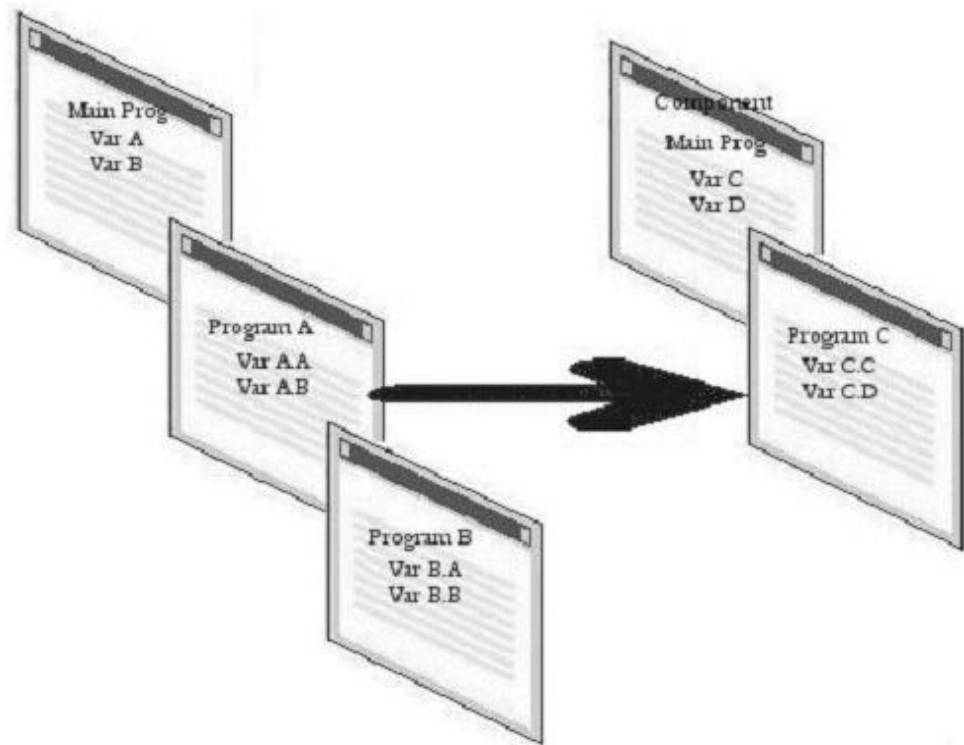 Main Prog
Var A
Var B
Component
Main Prog
Var C
Var D
Program A
Var A.A
Var A.B
Program C
Var C.C
Var C.D
Program B
Var B.A
Var B.B